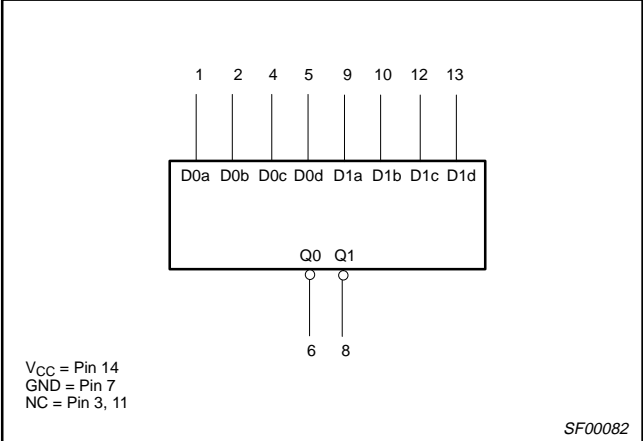 1 2 4 5 9 10 12 13
D0a D0b D0c D0d D1a D1b D1c D1d
Q0 Q1
6 8
VCC = Pin 14
GND = Pin 7
NC = Pin 3, 11
SF00082